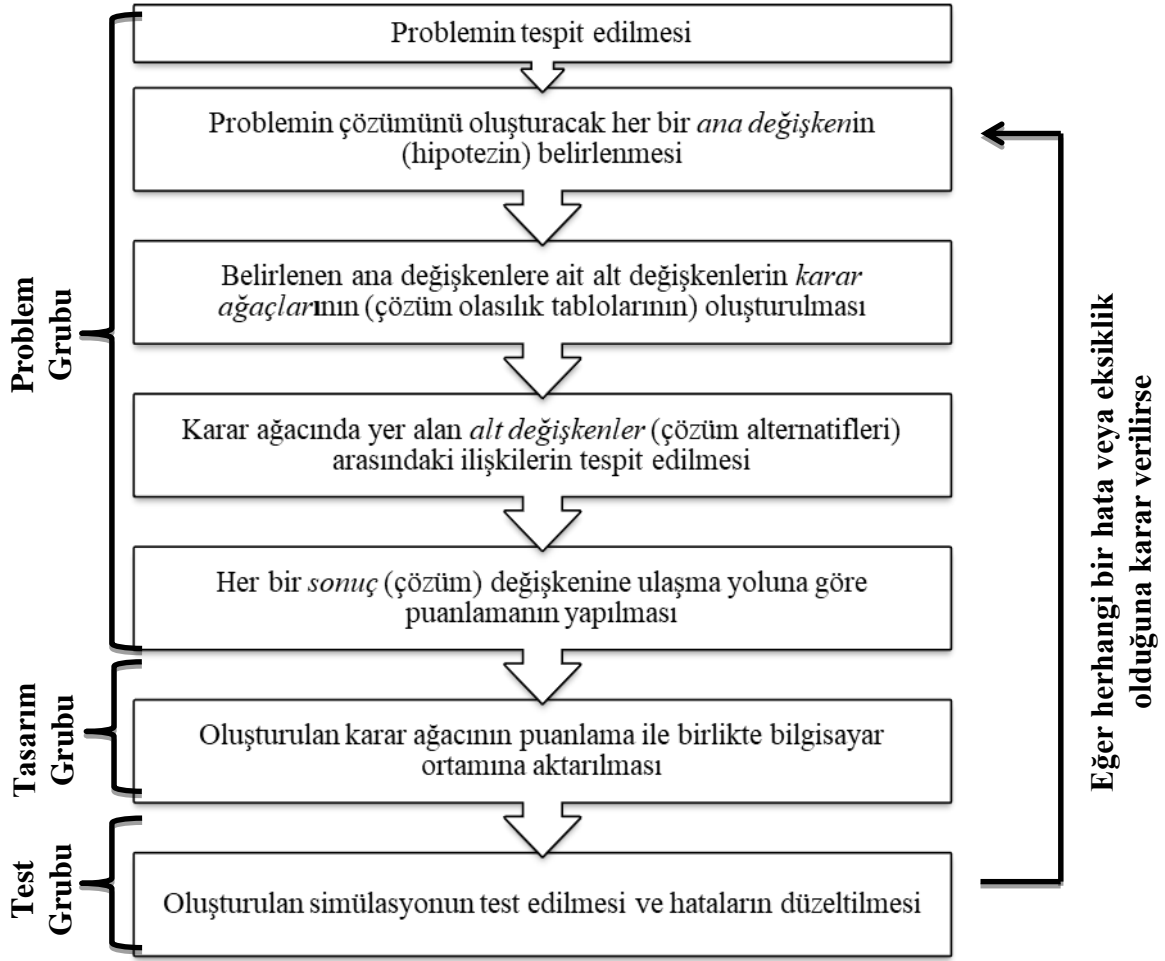 Problemin tespit edilmesi
Problemin çözümünü oluşturacak her bir ana değişkenin
(hipotezin) belirlenmesi
Belirlenen ana değişkenlere ait alt değişkenlerin karar
ağaçlarının (çözüm olasılık tablolarının) oluşturulması
Karar ağacında yer alan alt değişkenler (çözüm alternatifleri)
arasındaki ilişkilerin tespit edilmesi
Her bir sonuç (çözüm) değişkenine ulaşma yoluna göre
puanlamanın yapılması
Oluşturulan karar ağacının puanlama ile birlikte bilgisayar
ortamına aktarılması
Oluşturulan simülasyonun test edilmesi ve hataların düzeltilmesi
Problem
Grubu
Tasarım
Grubu
Test
Grubu
Eğer herhangi bir hata veya eksiklik
olduğuna karar verilirse